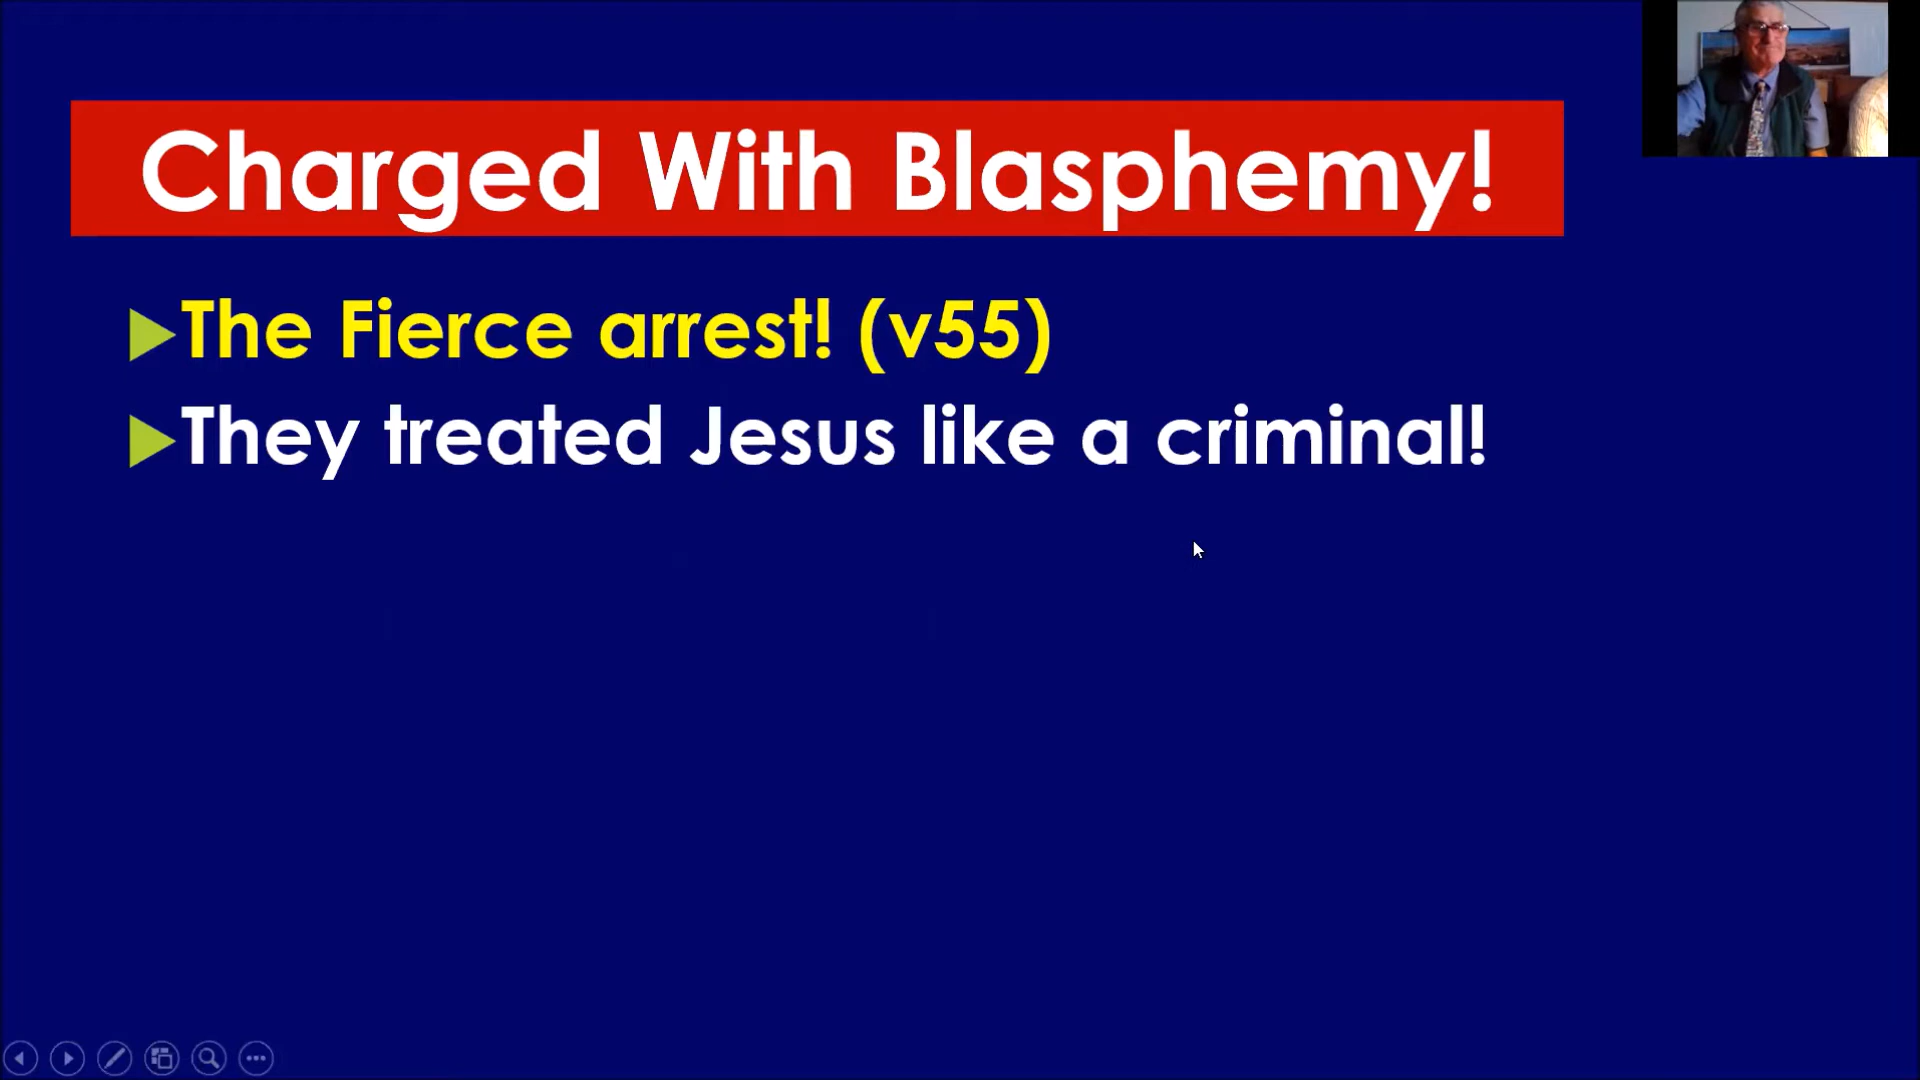 Charged With Blasphemy!
The Fierce arrest! (v55)
They treated Jesus like a criminal!